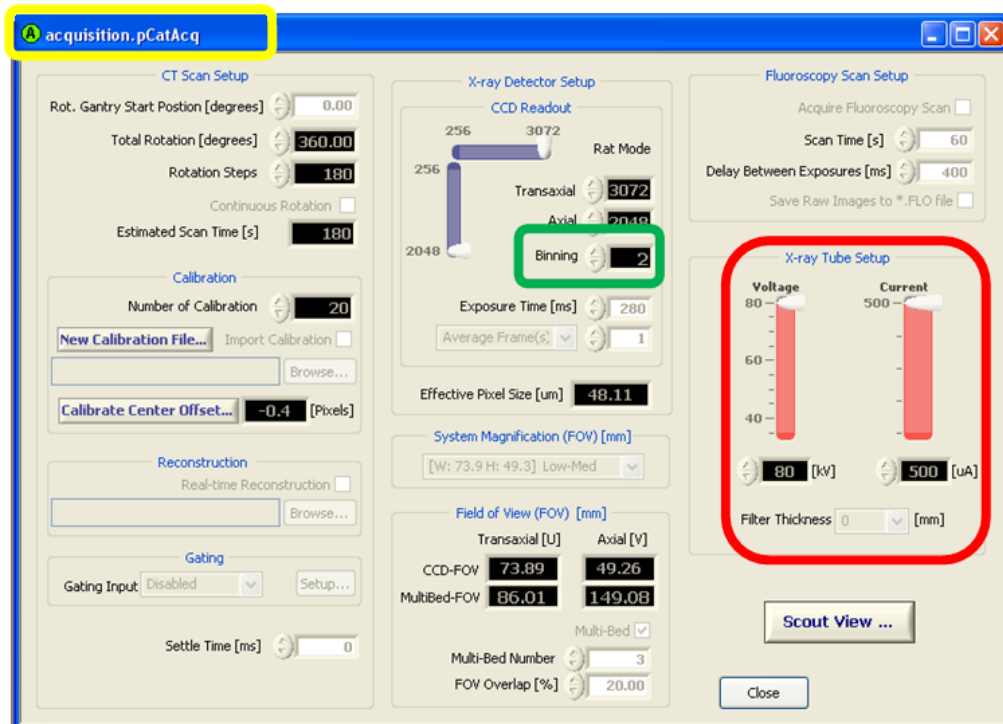 acquisition.pCatAcq
CT Scan Setup
Rot. Gantry Start Postion [degrees] 0.00
Total Rotation [degrees] 360.00
Rotation Steps 180
Continuous Rotation
Estimated Scan Time [s] 180
Calibration
Number of Calibration 20
New Calibration File... Import Calibration
Browse...
Calibrate Center Offset... -0.4 [Pixels]
Reconstruction
Real-time Reconstruction
Browse...
Gating
Gating Input Disabled Setup...
Settle Time [ms] 0
X-ray Detector Setup
CCD Readout
256 3072
Rat Mode
256
Transaxial 3072
Axial 2048
2048
Binning 2
Exposure Time [ms] 280
Average Frame(s) 1
Effective Pixel Size [um] 48.11
System Magnification (FOV) [mm]
[W: 73.9 H: 49.3] Low-Med
Field of View (FOV) [mm]
Transaxial [U] Axial [V]
CCD-FOV 73.89 49.26
MultiBed-FOV 86.01 149.08
Multi-Bed
Multi-Bed Number 3
FOV Overlap [%] 20.00
Fluoroscopy Scan Setup
Acquire Fluoroscopy Scan
Scan Time [s] 60
Delay Between Exposures [ms] 400
Save Raw Images to *.FLO file
X-ray Tube Setup
Voltage Current
80 500
60
40
80 [kV] 500 [uA]
Filter Thickness 0 [mm]
Scout View ...
Close